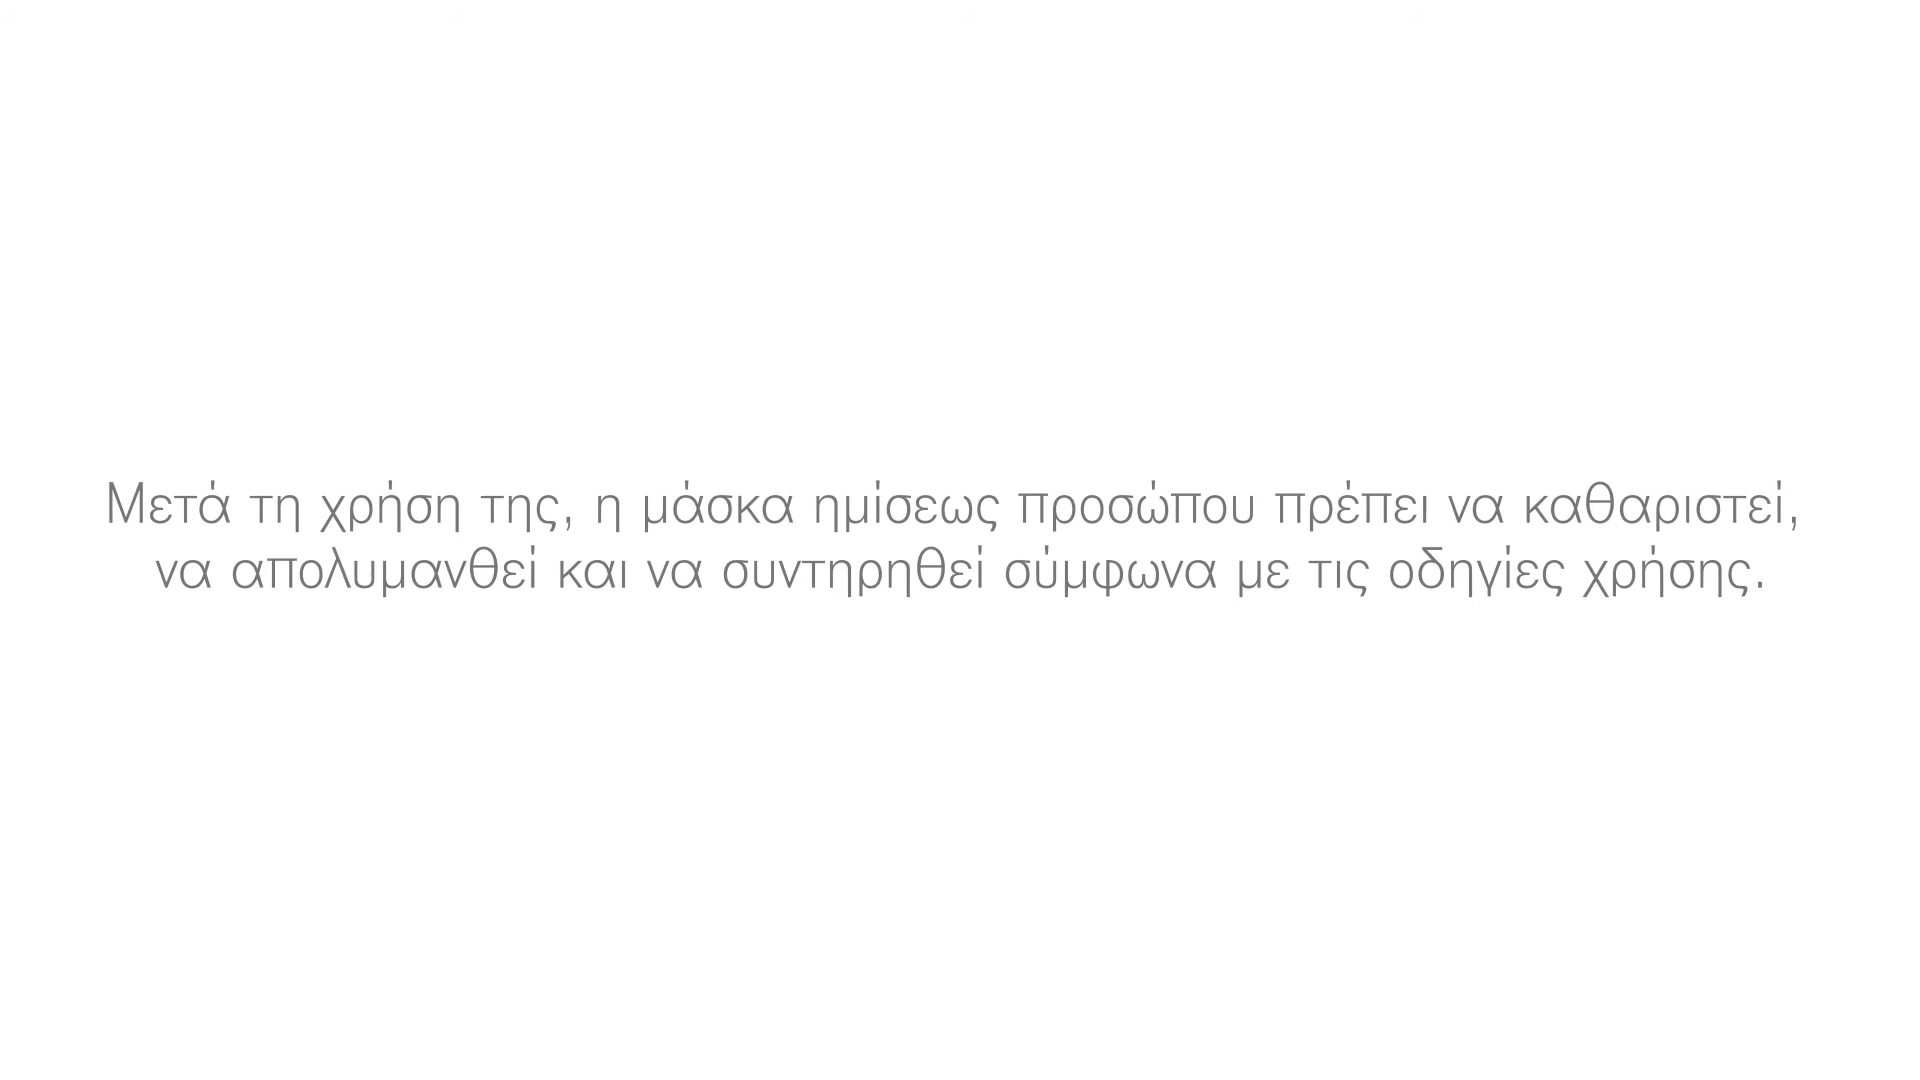 Μετά τη χρήση της, η μάσκα ημίσεως προσώπου πρέπει να καθαριστεί,
να απολυμανθεί και να συντηρηθεί σύμφωνα με τις οδηγίες χρήσης.